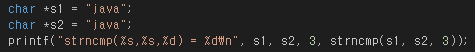 char *s1 = "java";
char *s2 = "java";
printf("strncmp(%s,%s,%d) = %d₩n", s1, s2, 3, strncmp(s1, s2, 3));